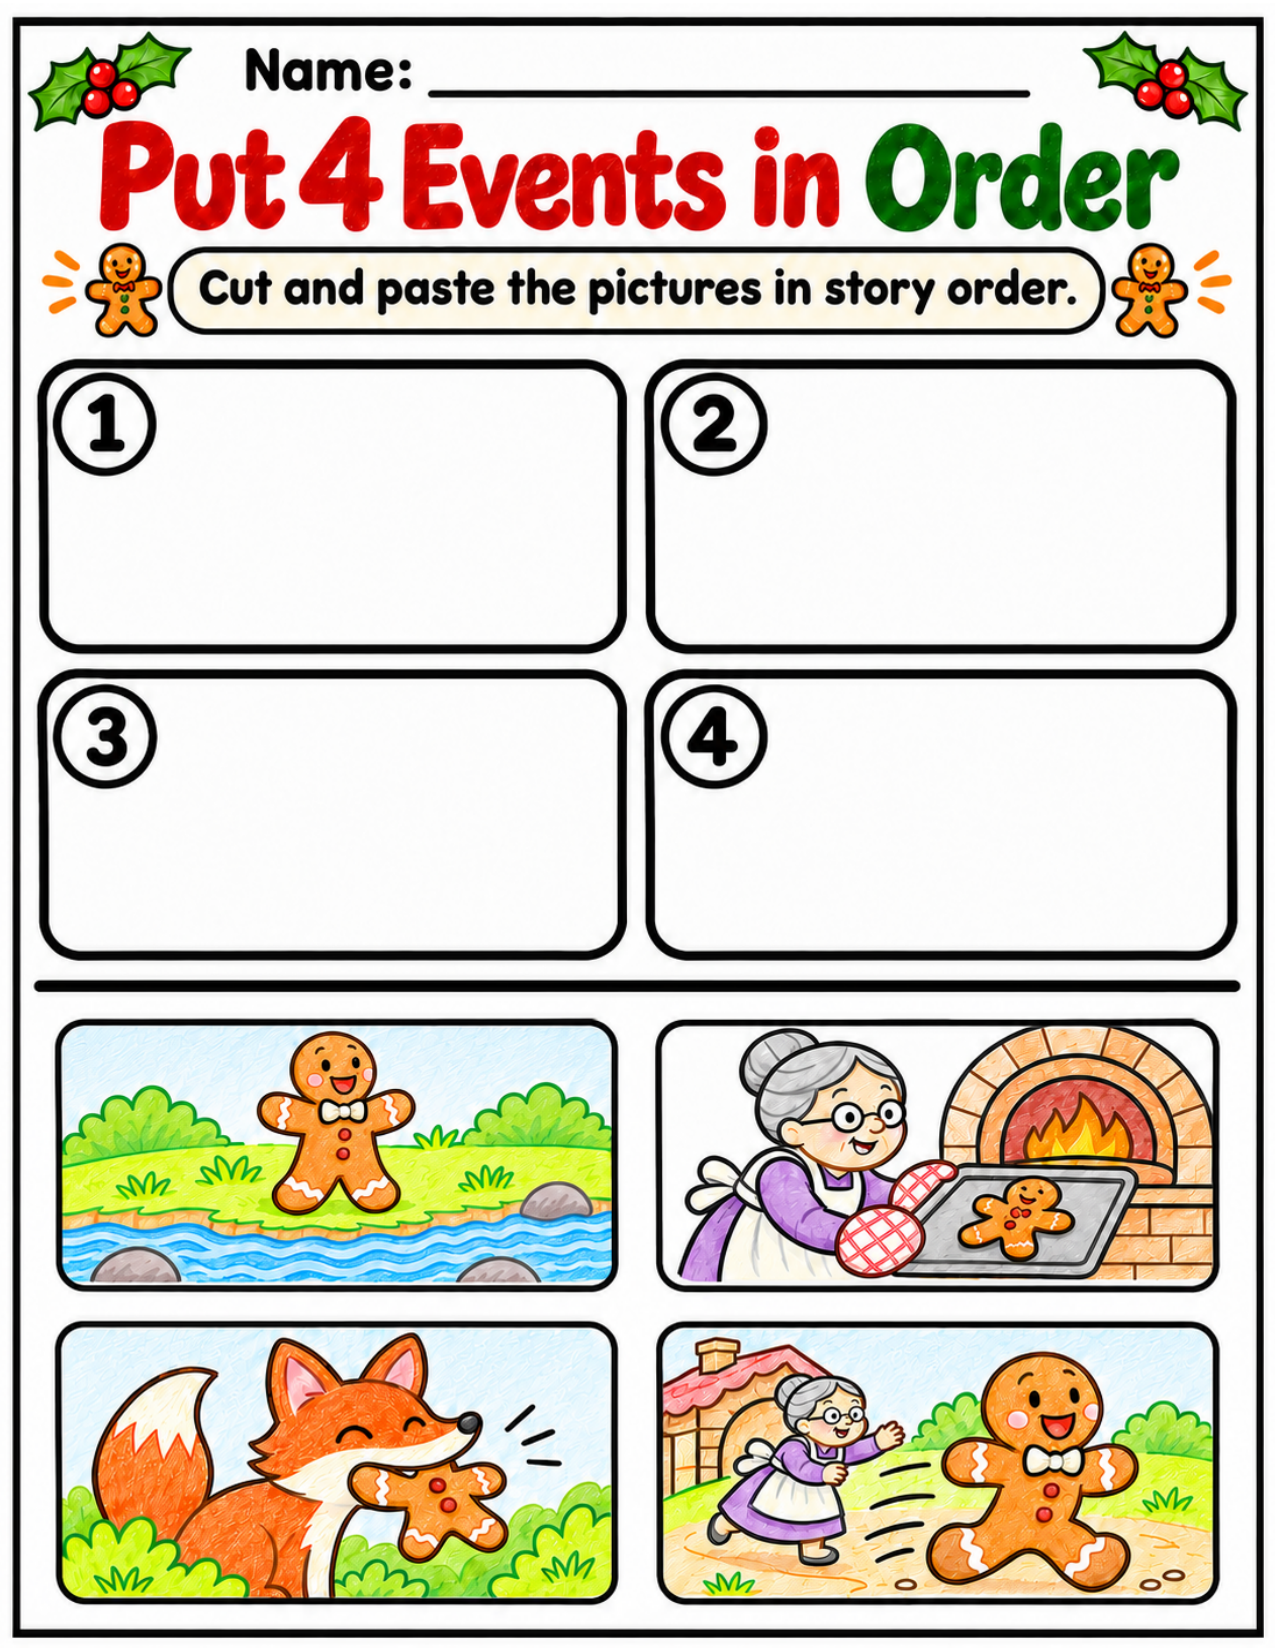 Name:
Put 4 Events in Order
Cut and paste the pictures in story order.
1
2
3
4